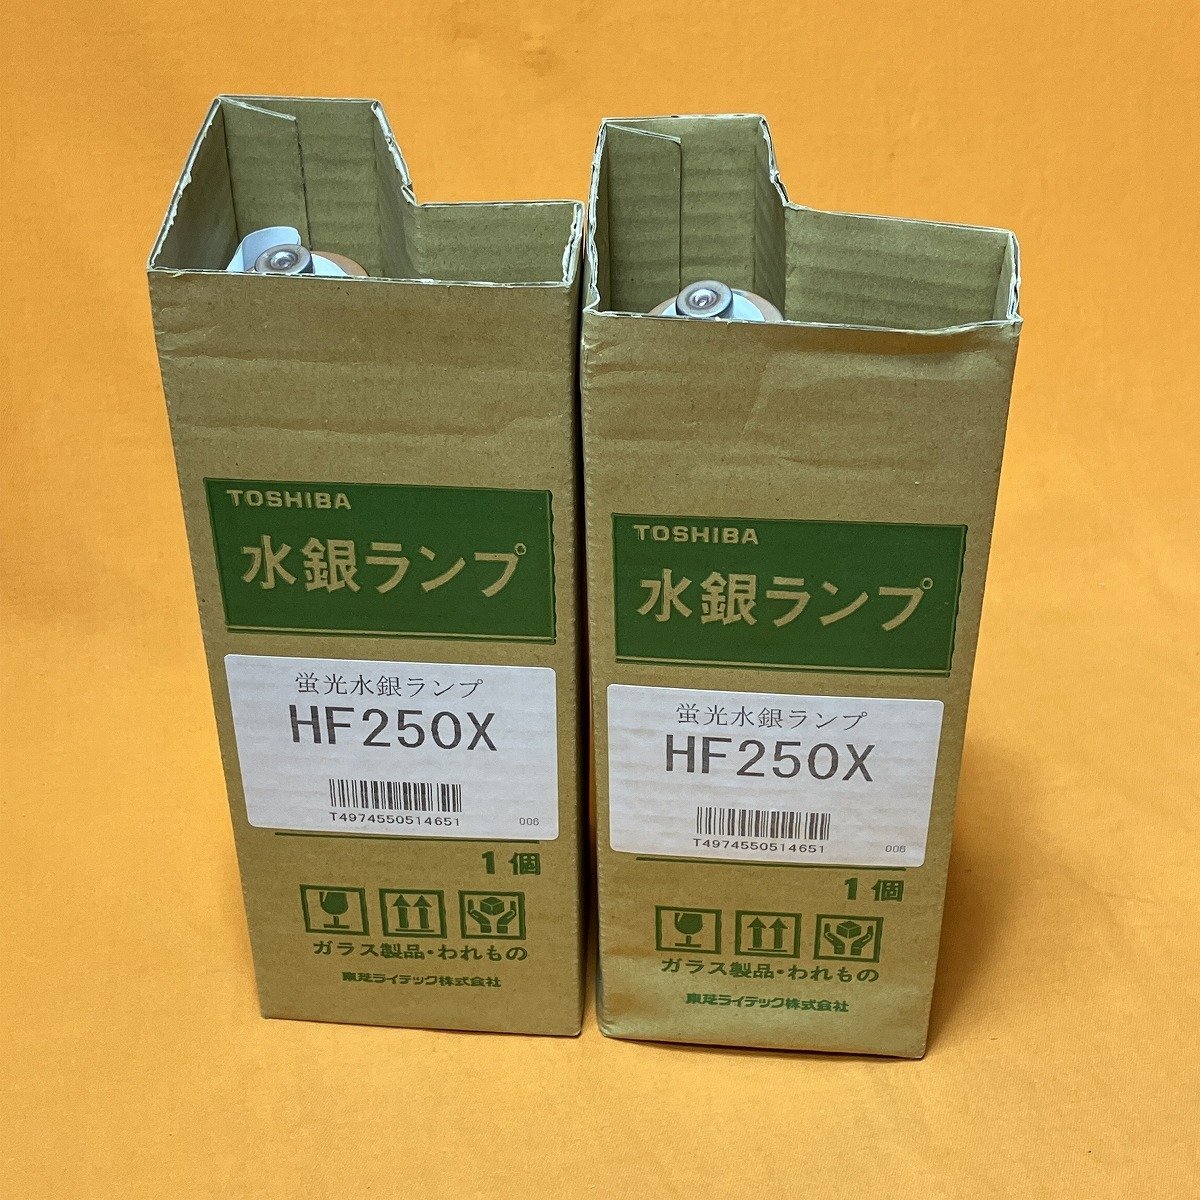 TOSHIBA
水銀ランプ
蛍光水銀ランプ
HF250X
T4974550514651
006
1個
ガラス製品・われもの
東芝ライテック株式会社
TOSHIBA
水銀ランプ
蛍光水銀ランプ
HF250X
T4974550514651
006
1個
ガラス製品・われもの
東芝ライテック株式会社